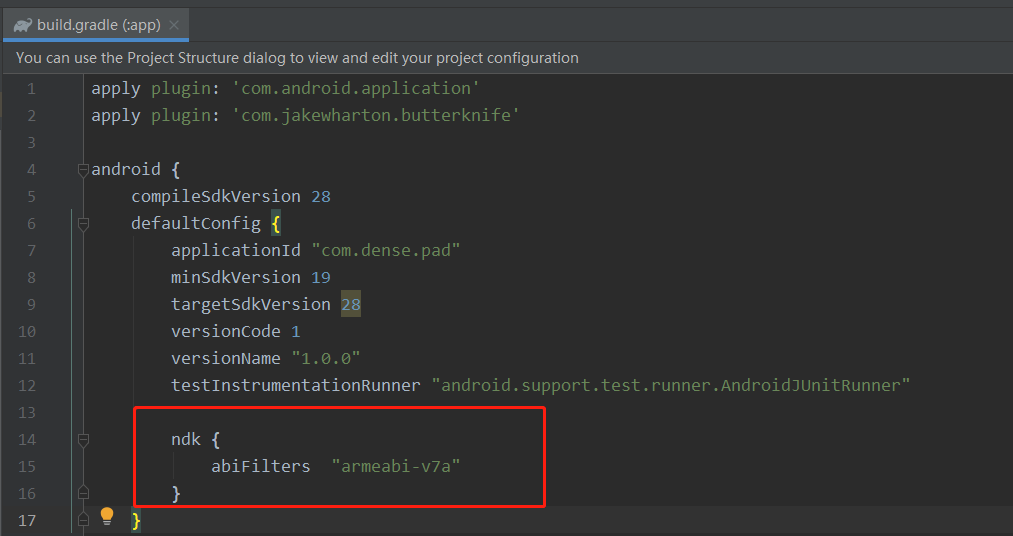 build.gradle (:app)
You can use the Project Structure dialog to view and edit your project configuration
1 apply plugin: 'com.android.application'
2 apply plugin: 'com.jakewharton.butterknife'
3
4 android {
5 compileSdkVersion 28
6 defaultConfig {
7 applicationId "com.dense.pad"
8 minSdkVersion 19
9 targetSdkVersion 28
10 versionCode 1
11 versionName "1.0.0"
12 testInstrumentationRunner "android.support.test.runner.AndroidJUnitRunner"
13
14 ndk {
15 abiFilters  "armeabi-v7a"
16 }
17 }